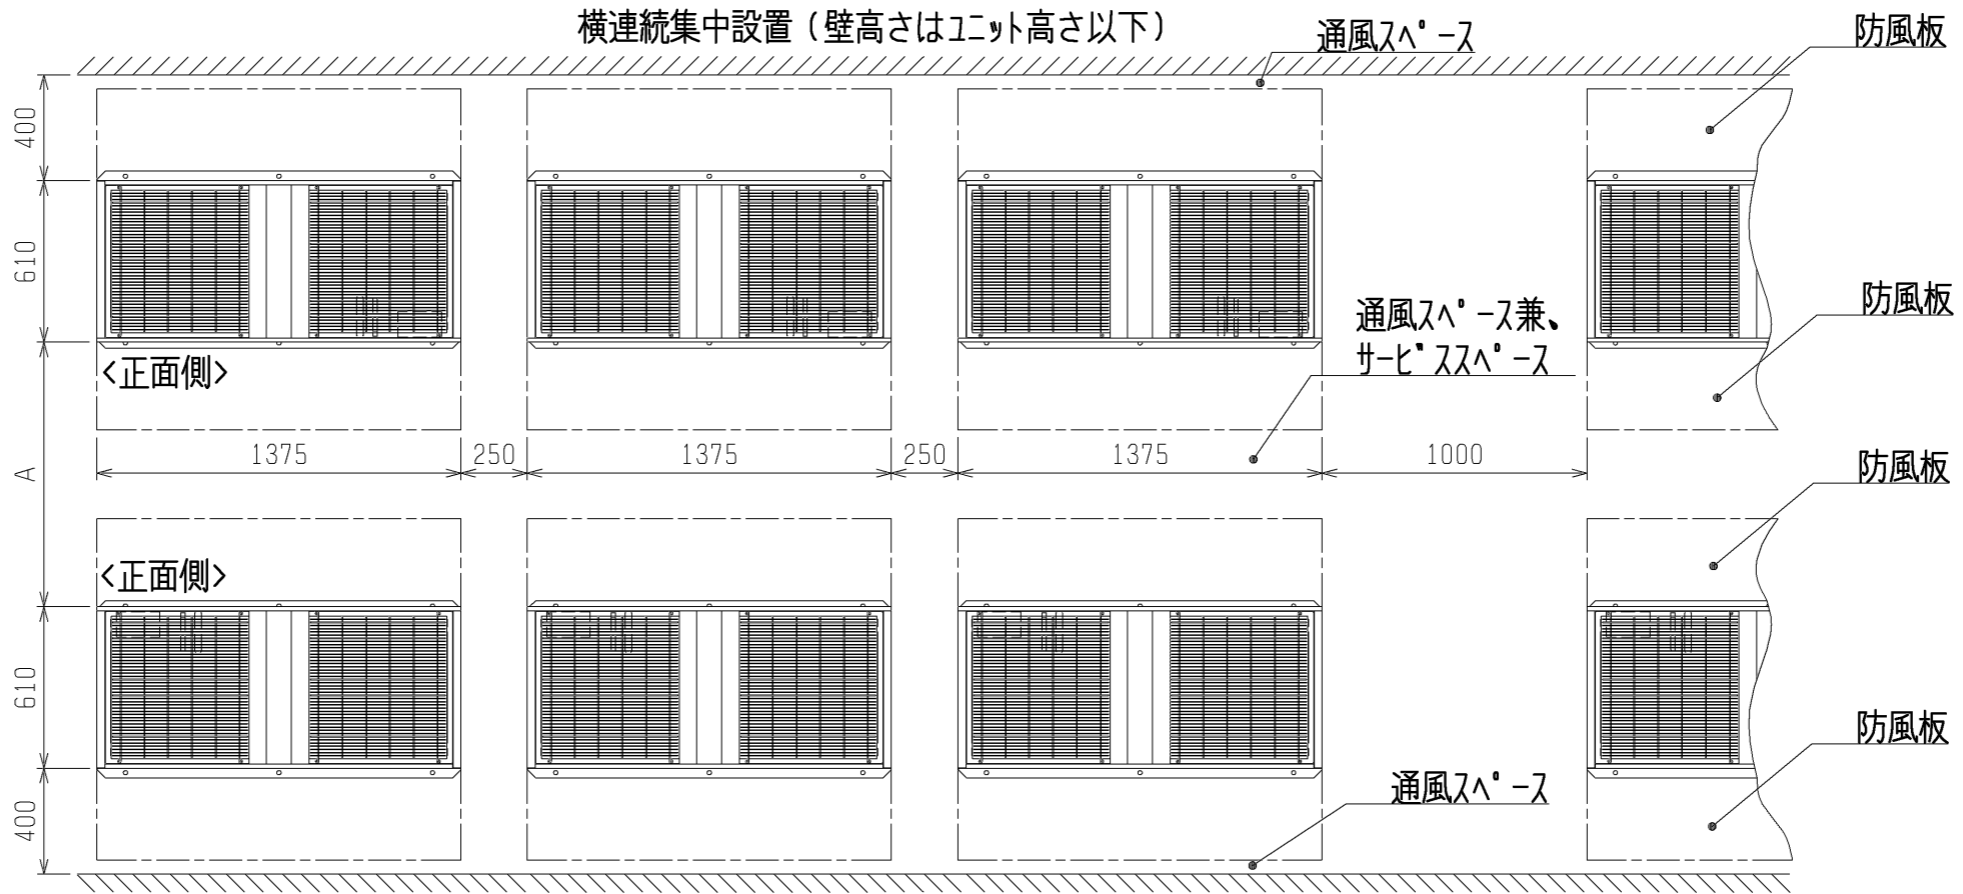 横連続集中設置（壁高さはユニット高さ以下）
通風スペース
防風板
400
610
防風板
通風スペース兼、
サービススペース
<正面側>
1375
250
1375
250
1375
1000
A
防風板
<正面側>
610
防風板
400
通風スペース